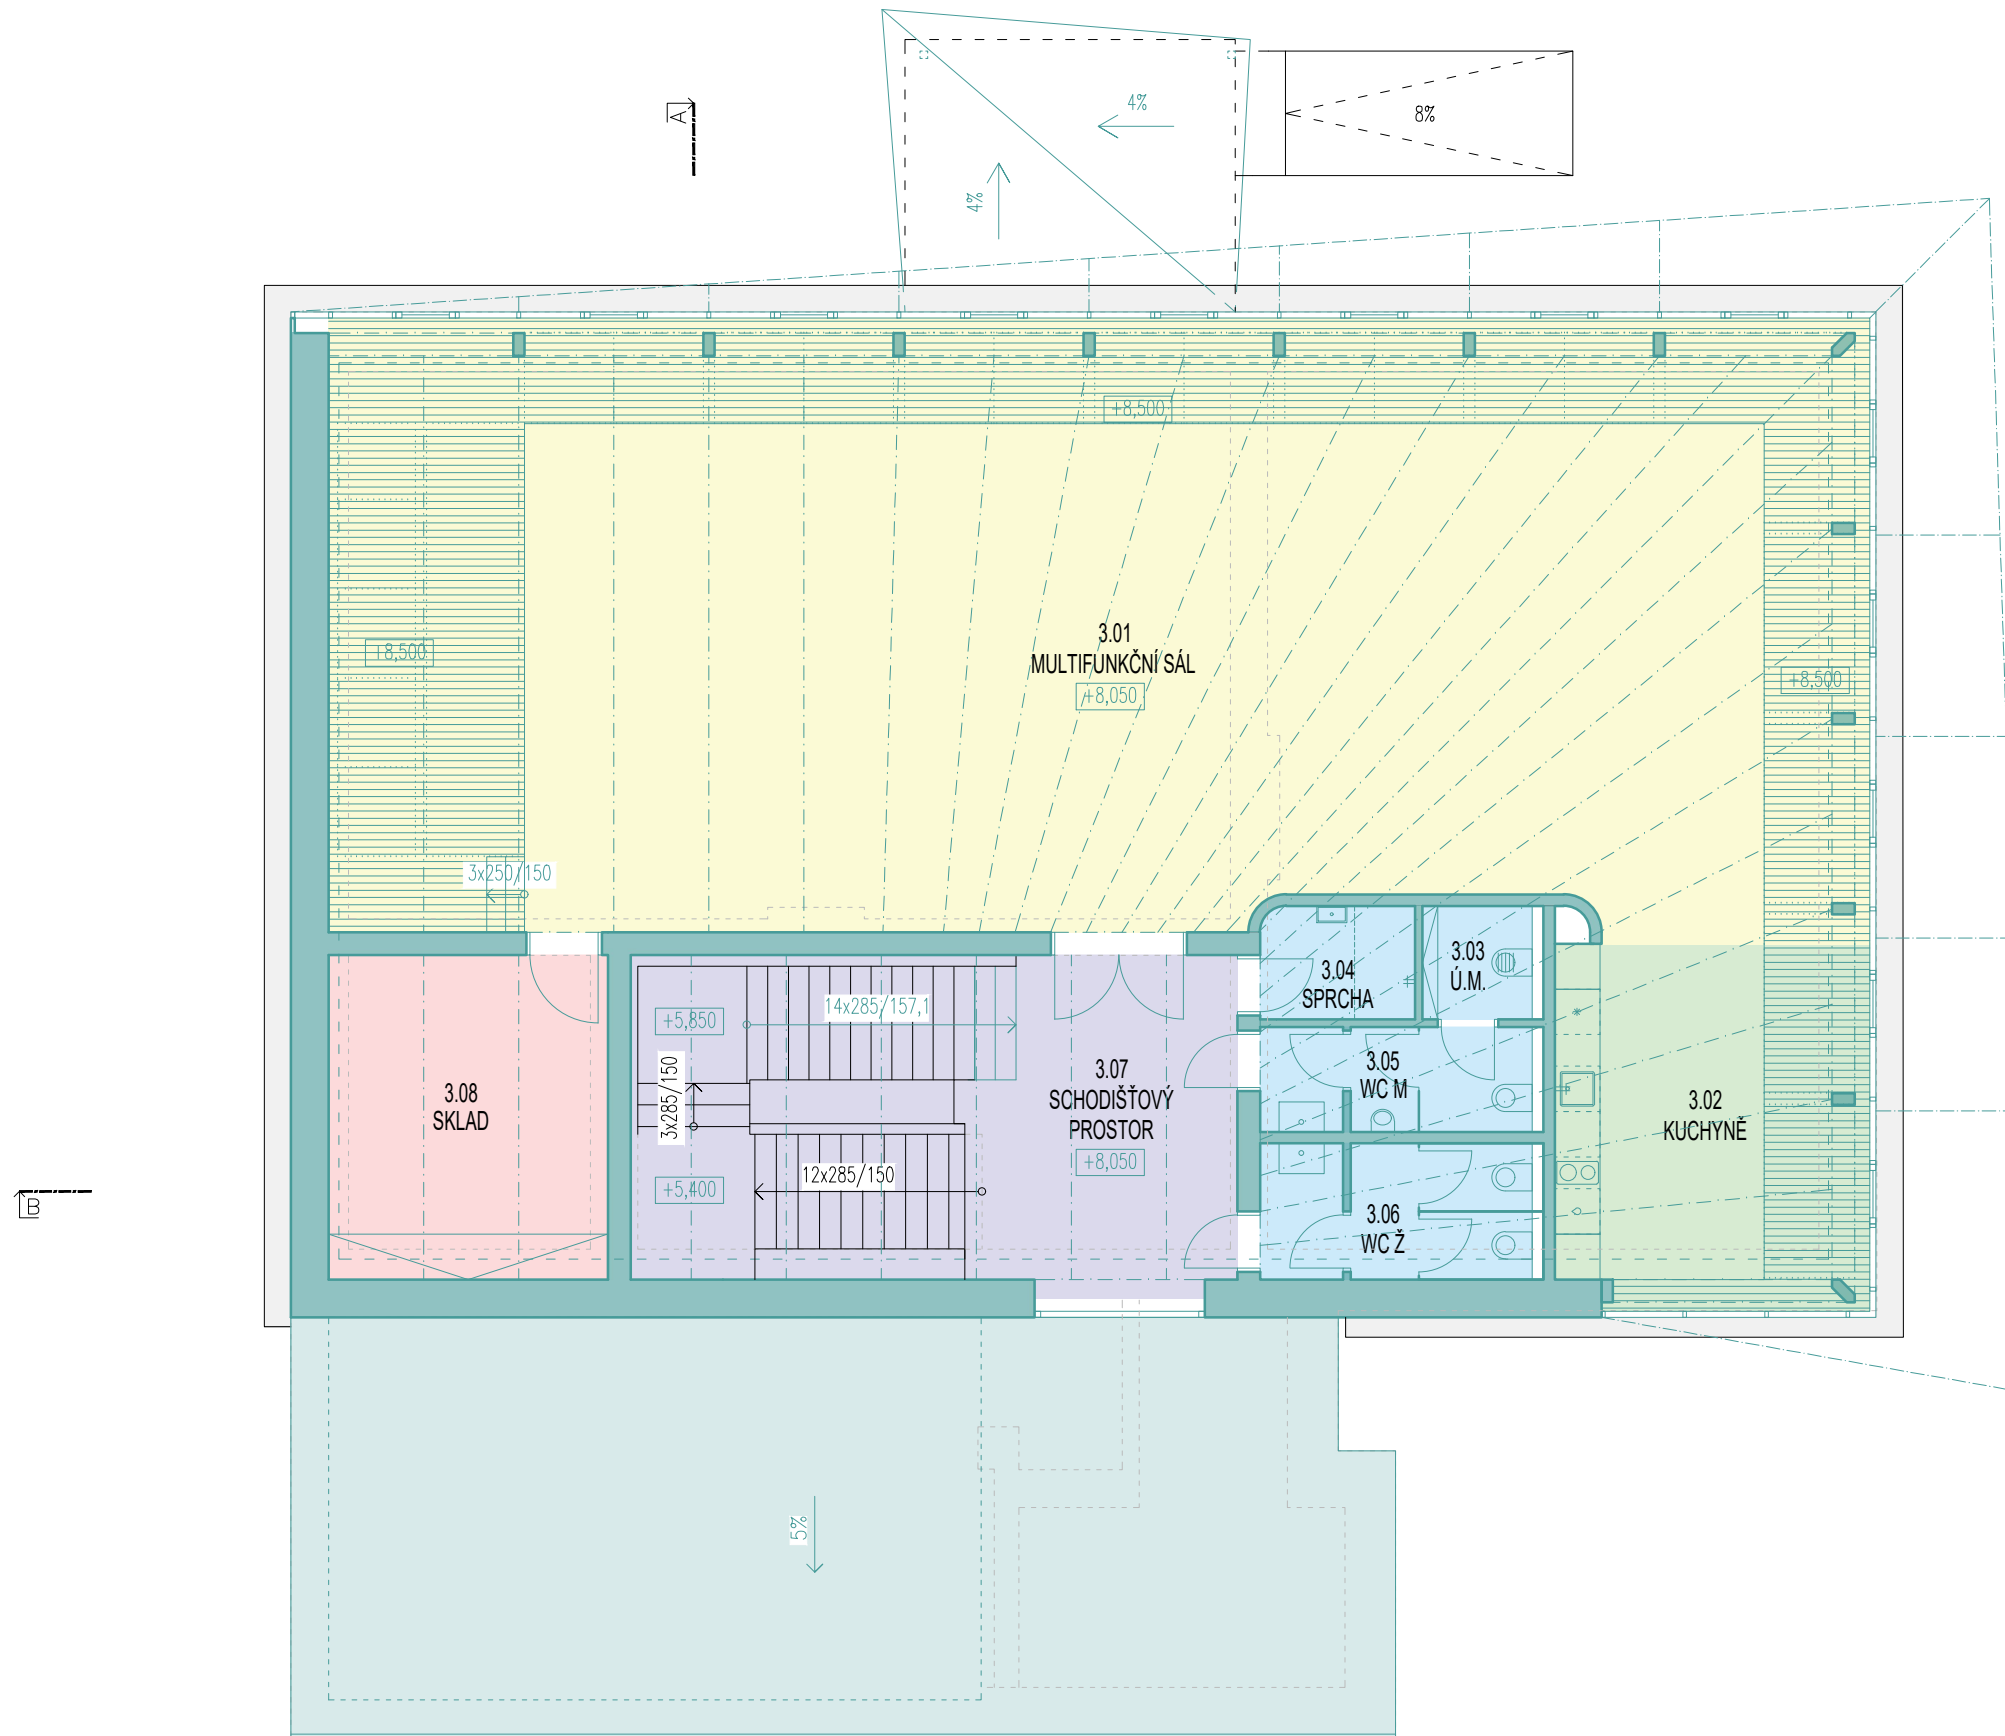 A
4%
8%
4%
+8,500
+8,500
3.01
MULTIFUNKČNÍ SÁL
+8,050
+8,500
3x250/150
3.03
Ú.M.
3.04
SPRCHA
14x285/157,1
+5,850
3x285/150
3.08
SKLAD
3.07
SCHODIŠŤOVÝ
PROSTOR
+8,050
3.05
WC M
3.02
KUCHYNĚ
12x285/150
+5,400
B
3.06
WC Ž
5%